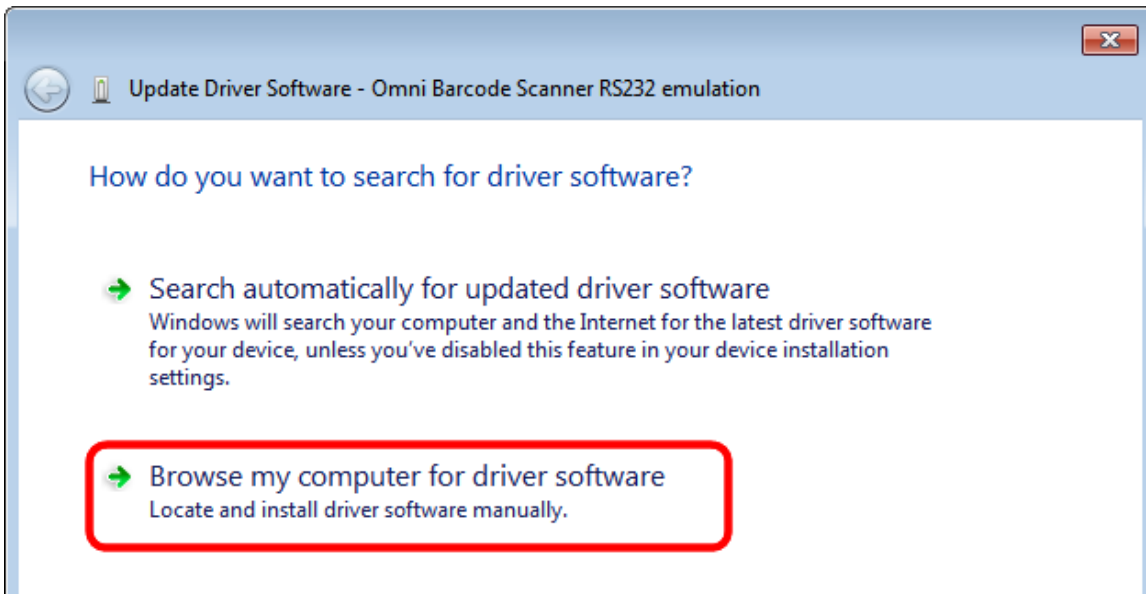 Update Driver Software - Omni Barcode Scanner RS232 emulation
How do you want to search for driver software?
Search automatically for updated driver software
Windows will search your computer and the Internet for the latest driver software
for your device, unless you've disabled this feature in your device installation
settings.
Browse my computer for driver software
Locate and install driver software manually.